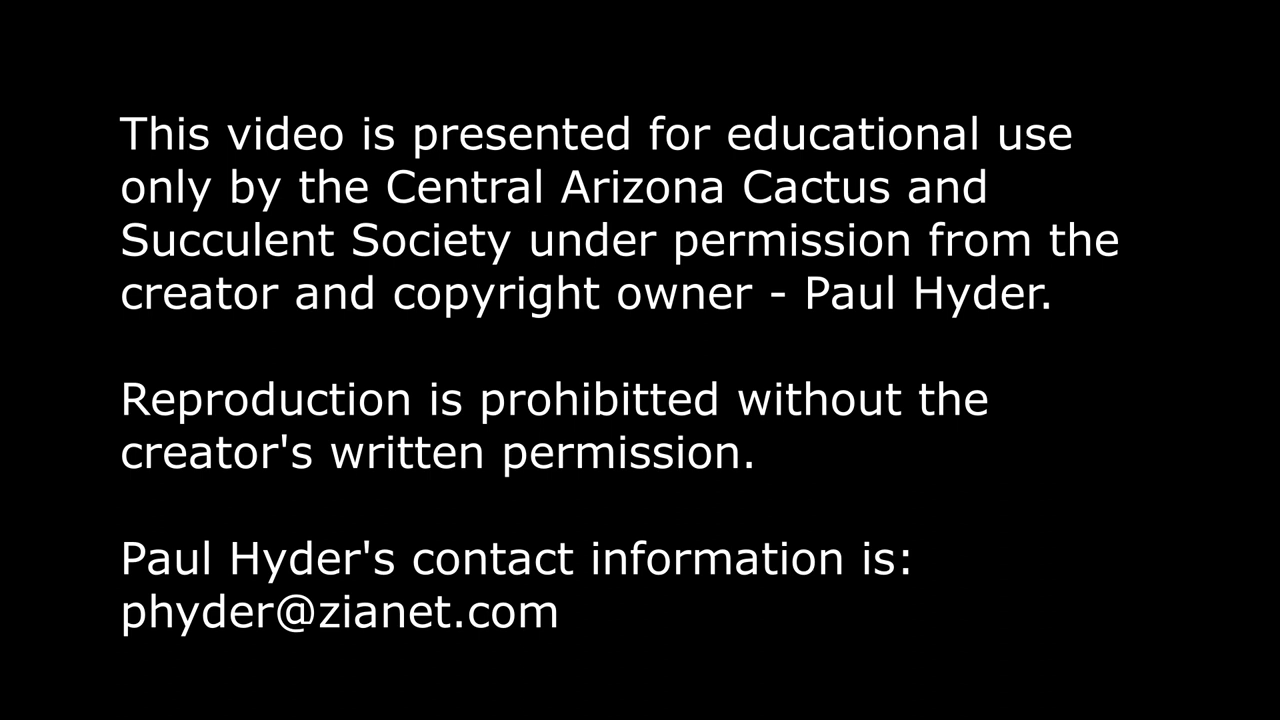 This video is presented for educational use
only by the Central Arizona Cactus and
Succulent Society under permission from the
creator and copyright owner - Paul Hyder.
Reproduction is prohibitted without the
creator's written permission.
Paul Hyder's contact information is:
phyder@zianet.com